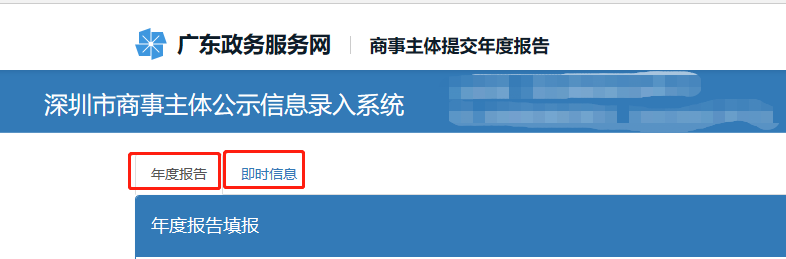 广东政务服务网 商事主体提交年度报告
深圳市商事主体公示信息录入系统
年度报告 即时信息
年度报告填报